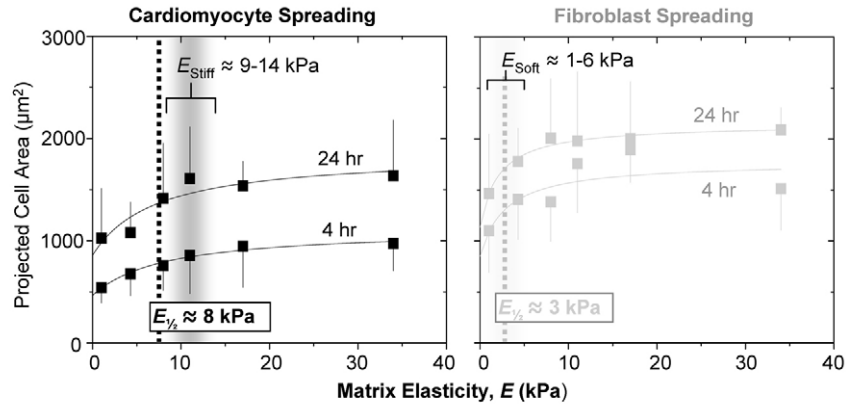 Cardiomyocyte Spreading
Fibroblast Spreading
Projected Cell Area (μm²)
3000
2000
1000
0
E_Stiff ≈ 9-14 kPa
24 hr
4 hr
E_½ ≈ 8 kPa
0 10 20 30 40
E_Soft ≈ 1-6 kPa
24 hr
4 hr
E_½ ≈ 3 kPa
0 10 20 30 40
Matrix Elasticity, E (kPa)